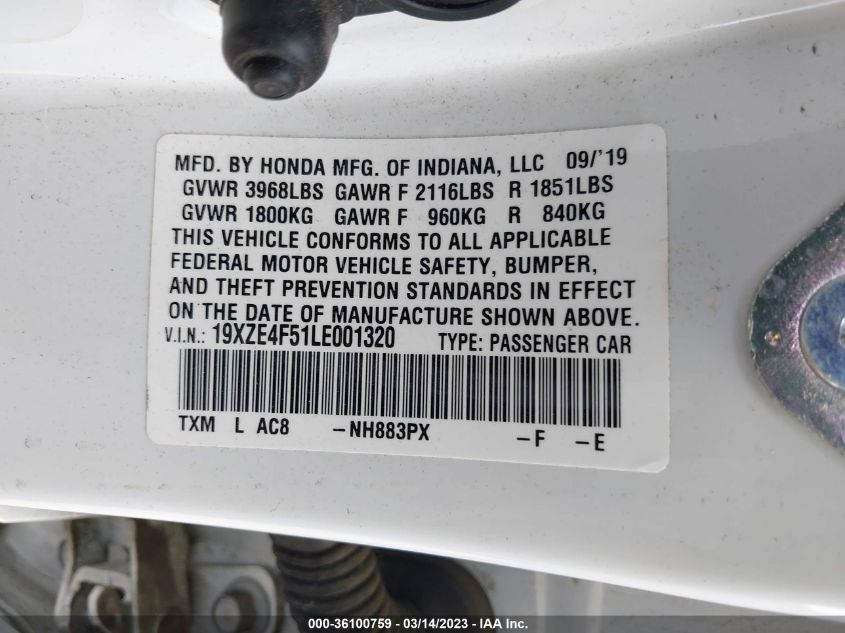 MFD. BY HONDA MFG. OF INDIANA, LLC 09/'19
GVWR 3968LBS GAWR F 2116LBS R 1851LBS
GVWR 1800KG GAWR F 960KG R 840KG
THIS VEHICLE CONFORMS TO ALL APPLICABLE
FEDERAL MOTOR VEHICLE SAFETY, BUMPER,
AND THEFT PREVENTION STANDARDS IN EFFECT
ON THE DATE OF MANUFACTURE SHOWN ABOVE.
V.I.N.: 19XZE4F51LE001320 TYPE: PASSENGER CAR
TXM L AC8 -NH883PX -F -E
000-36100759 — 03/14/2023 — IAA Inc.